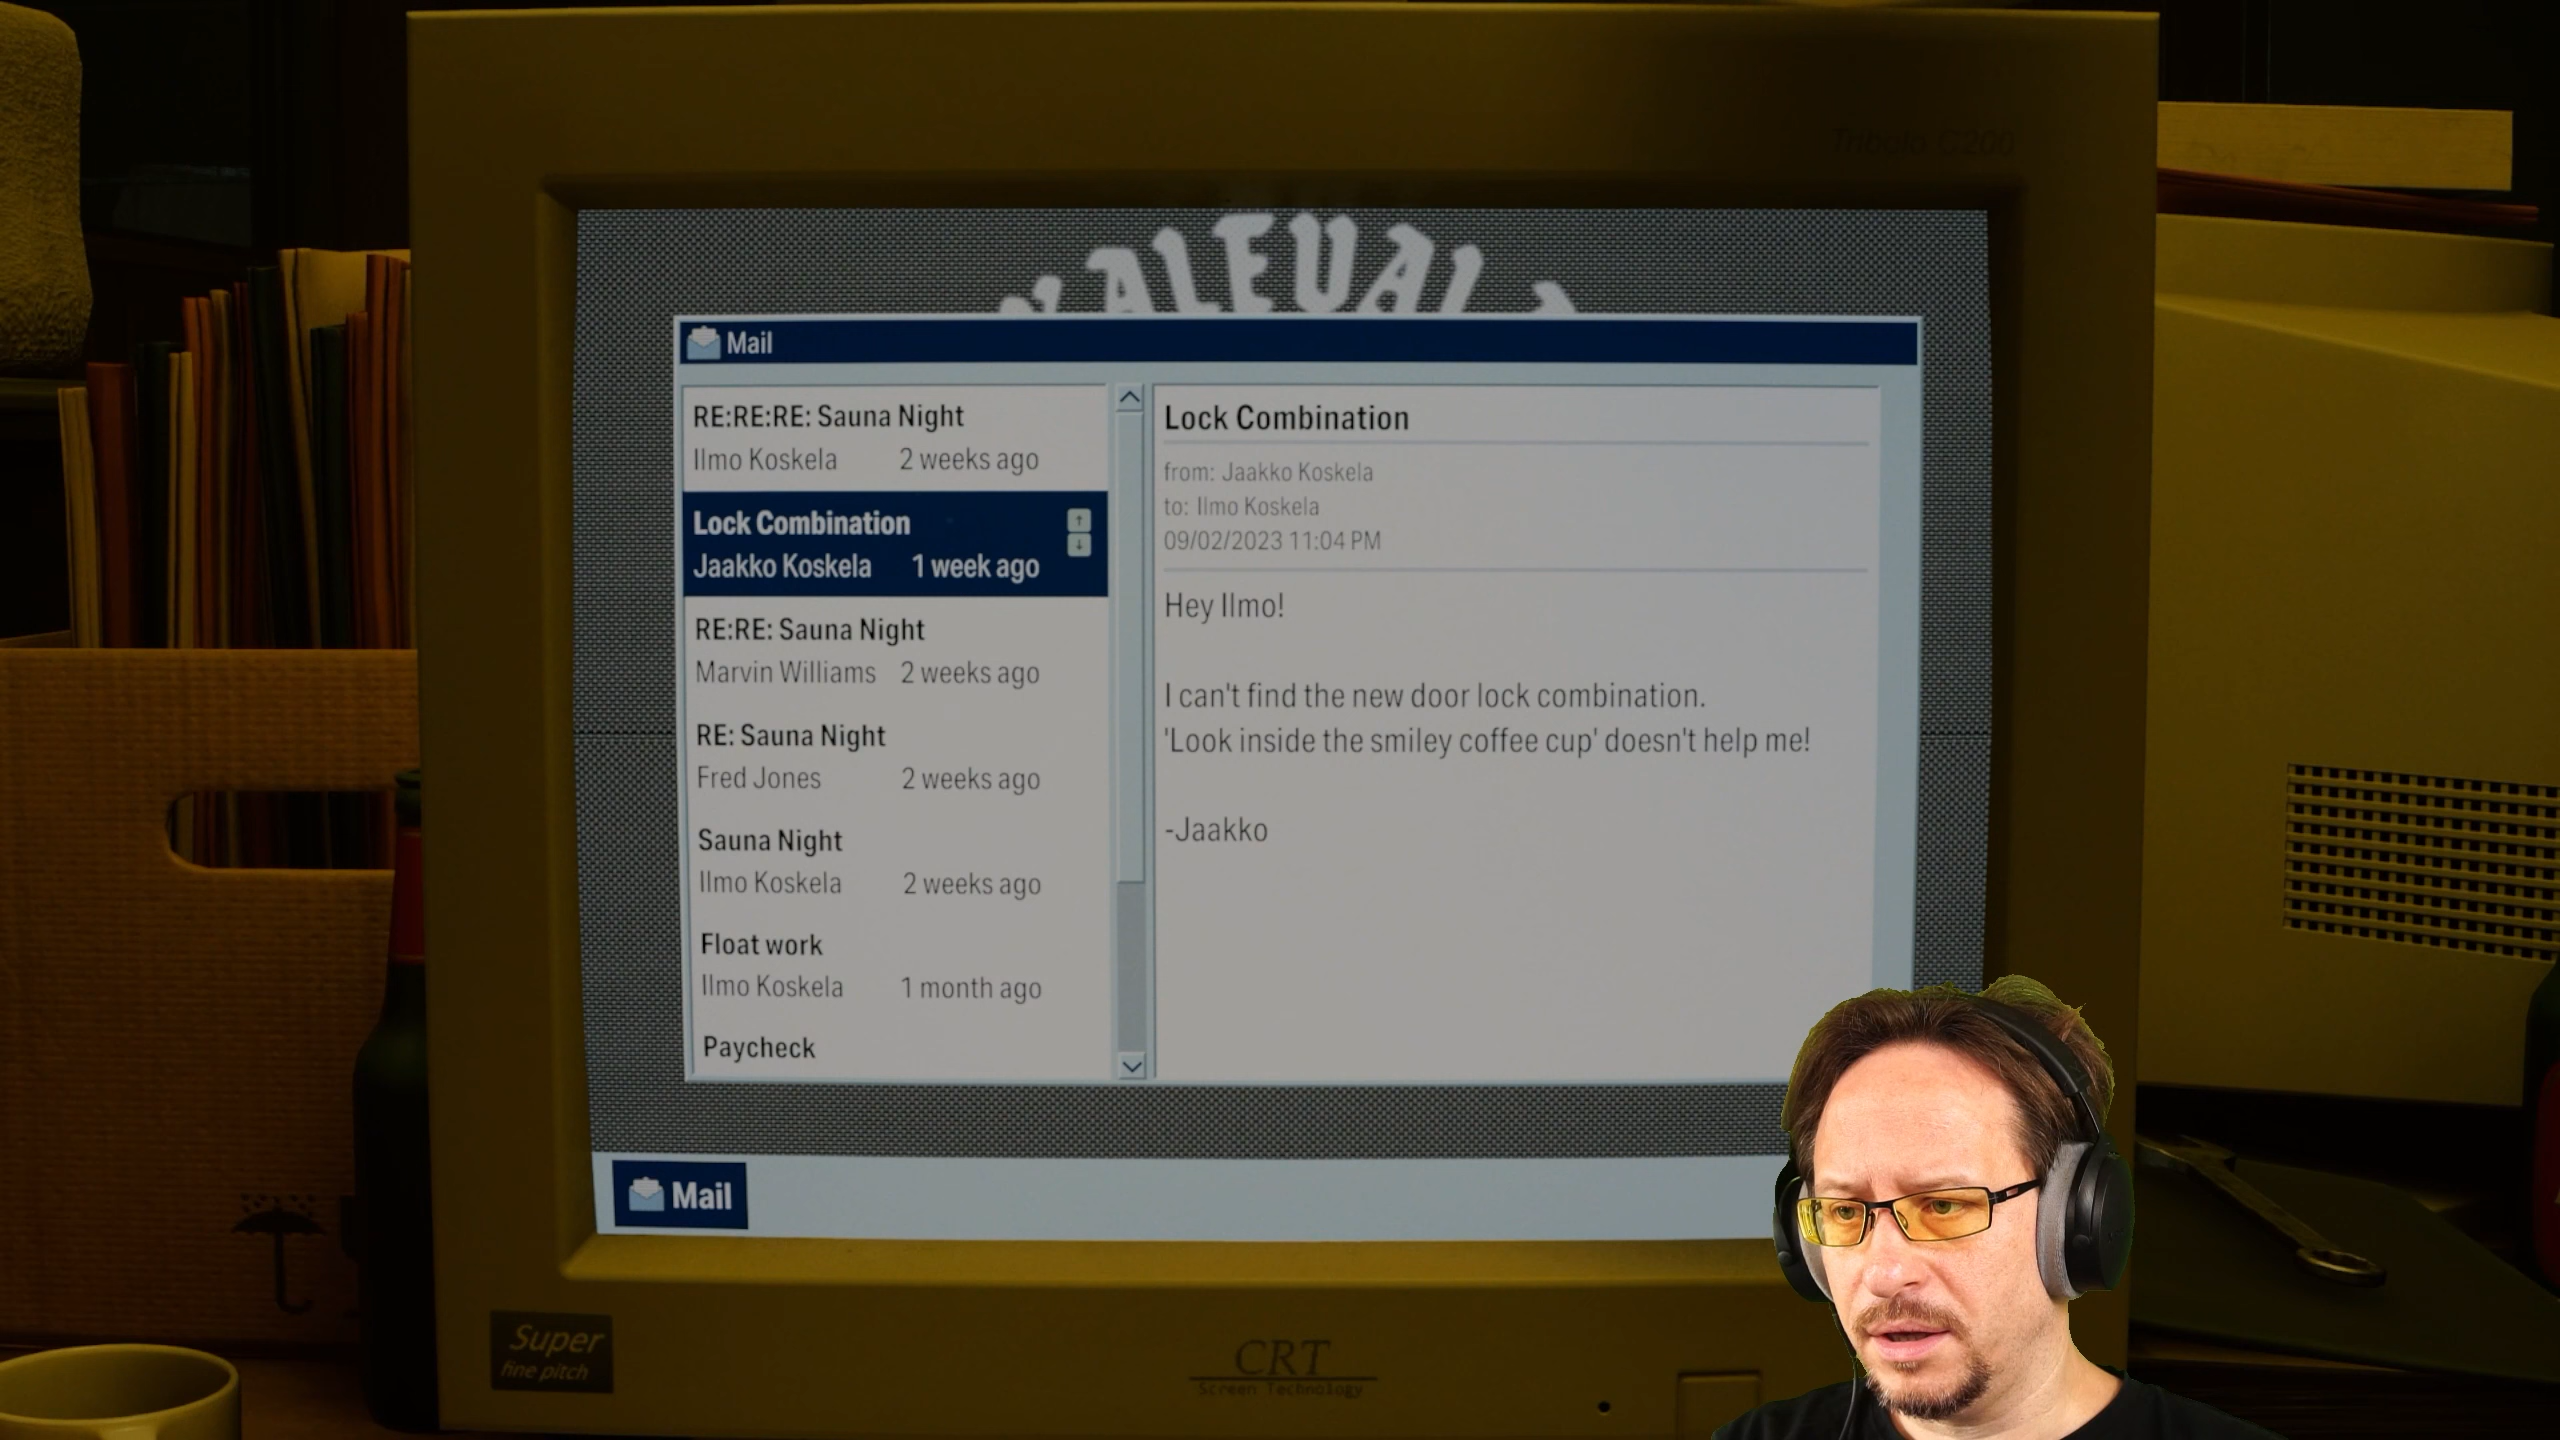 Triogio C200
KALEVALA
Mail
RE:RE:RE: Sauna Night
Ilmo Koskela 2 weeks ago
Lock Combination
Jaakko Koskela 1 week ago
RE:RE: Sauna Night
Marvin Williams 2 weeks ago
RE: Sauna Night
Fred Jones 2 weeks ago
Sauna Night
Ilmo Koskela 2 weeks ago
Float work
Ilmo Koskela 1 month ago
Paycheck
Lock Combination
from: Jaakko Koskela
to: Ilmo Koskela
09/02/2023 11:04 PM
Hey Ilmo!
I can't find the new door lock combination.
'Look inside the smiley coffee cup' doesn't help me!
-Jaakko
Mail
Super
fine pitch
CRT
Screen Technology